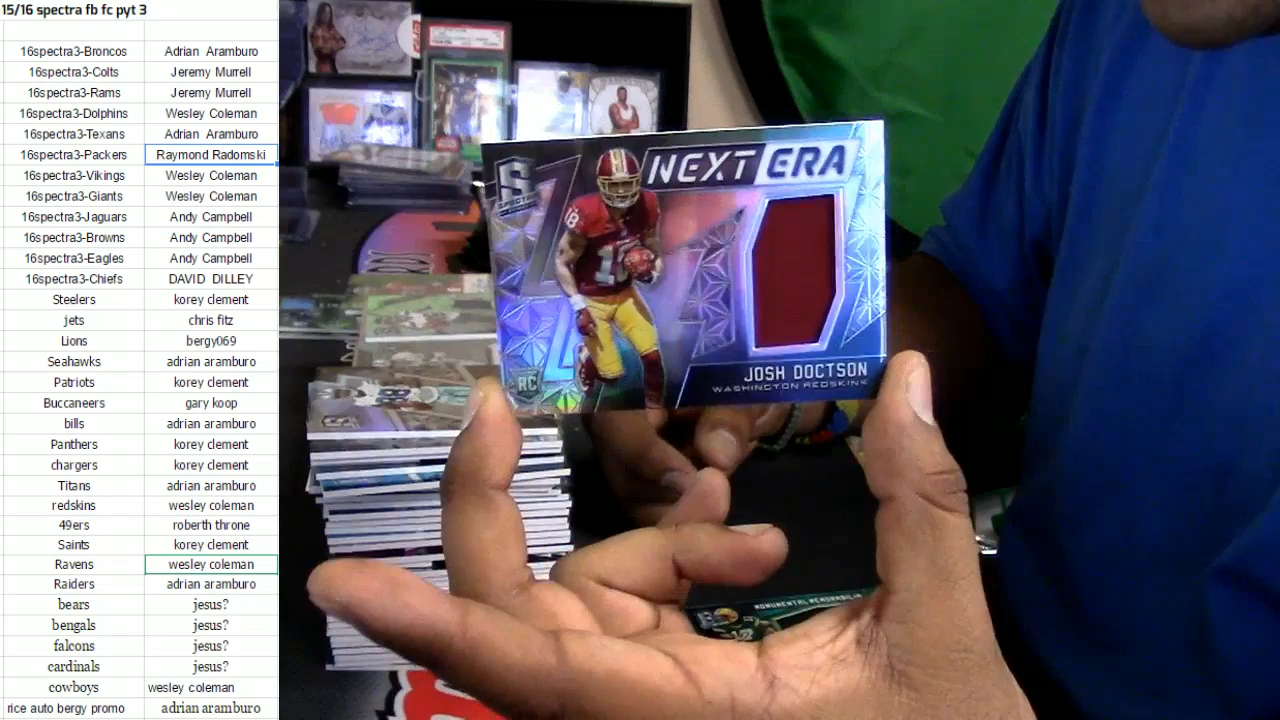 15/16 spectra fb fc pyt 3
16spectra3-Broncos Adrian Aramburo
16spectra3-Colts Jeremy Murrell
16spectra3-Rams Jeremy Murrell
16spectra3-Dolphins Wesley Coleman
16spectra3-Texans Adrian Aramburo
16spectra3-Packers Raymond Radomski
16spectra3-Vikings Wesley Coleman
16spectra3-Giants Wesley Coleman
16spectra3-Jaguars Andy Campbell
16spectra3-Browns Andy Campbell
16spectra3-Eagles Andy Campbell
16spectra3-Chiefs DAVID DILLEY
Steelers korey clement
jets chris fitz
Lions bergy069
Seahawks adrian aramburo
Patriots korey clement
Buccaneers gary koop
bills adrian aramburo
Panthers korey clement
chargers korey clement
Titans adrian aramburo
redskins wesley coleman
49ers roberth throne
Saints korey clement
Ravens wesley coleman
Raiders adrian aramburo
bears jesus?
bengals jesus?
falcons jesus?
cardinals jesus?
cowboys wesley coleman
rice auto bergy promo adrian aramburo
NEXT ERA
S
SPECTRA
18
18
JOSH DOCTSON
WASHINGTON REDSKINS
RC
MONUMENTAL MEMORABILIA